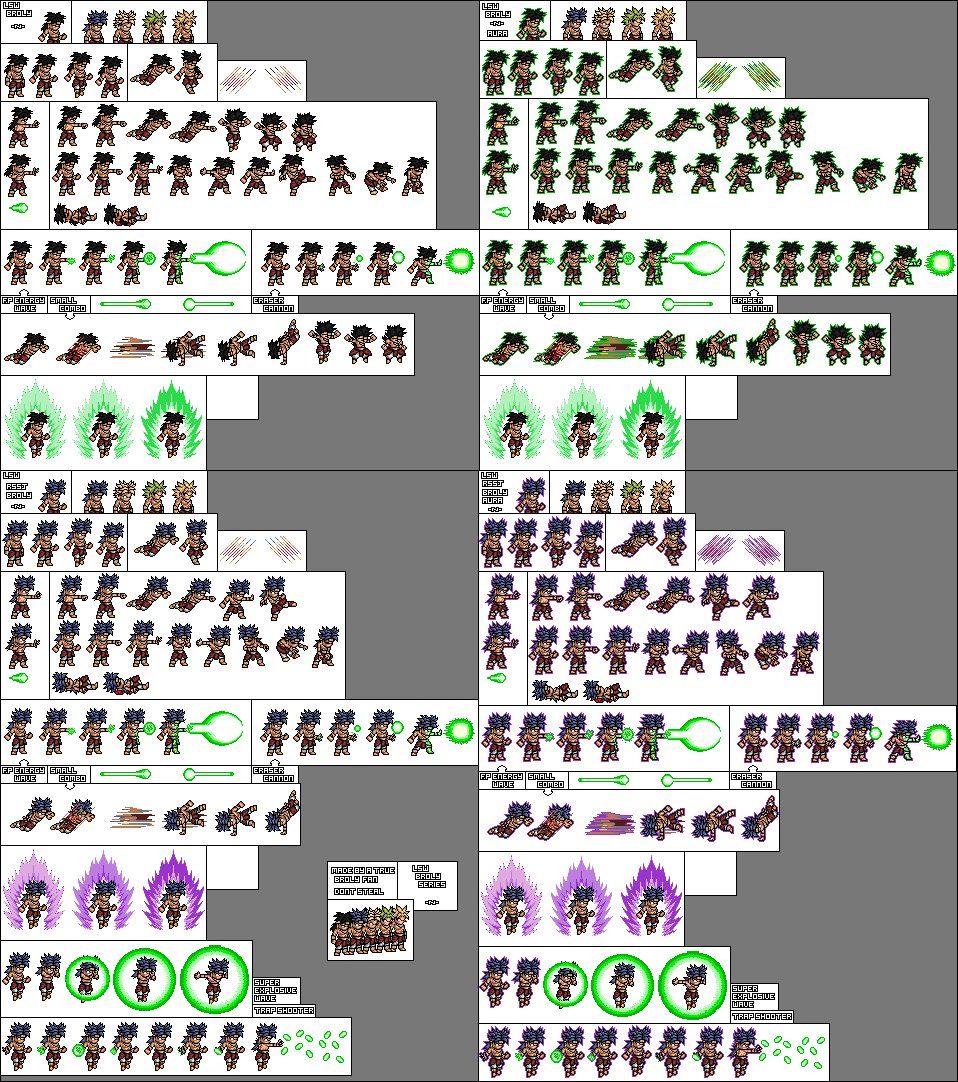 LSW
BROLY
-N-
LSW
BROLY
-N-
AURA
FP ENERGY
WAVE
SMALL
COMBO
ERASER
CANNON
FP ENERGY
WAVE
SMALL
COMBO
ERASER
CANNON
LSW
RSST
BROLY
-N-
LSW
RSST
BROLY
AURA
-N-
FP ENERGY
WAVE
SMALL
COMBO
ERASER
CANNON
FP ENERGY
WAVE
SMALL
COMBO
ERASER
CANNON
MADE BY A TRUE
BROLY FAN
DONT STEAL
LSW
BROLY
SERIES
-N-
SUPER
EXPLOSIVE
WAVE
TRAP SHOOTER
SUPER
EXPLOSIVE
WAVE
TRAP SHOOTER